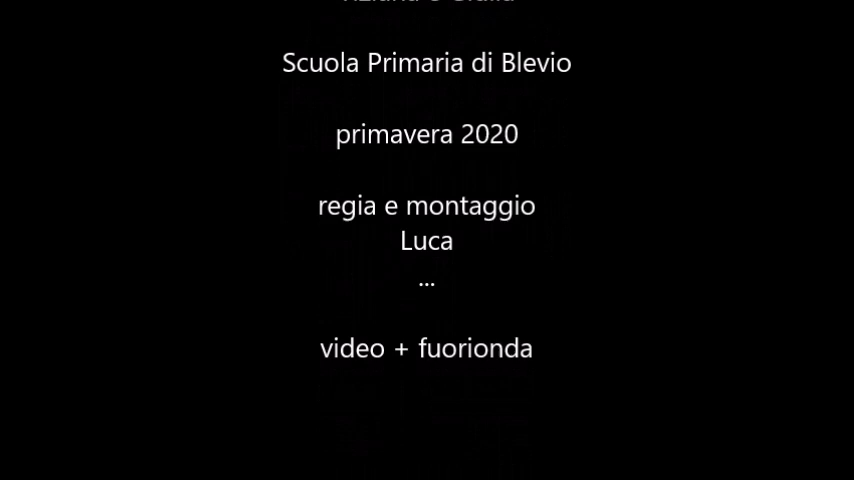 Scuola Primaria di Blevio
primavera 2020
regia e montaggio
Luca
...
video + fuorionda